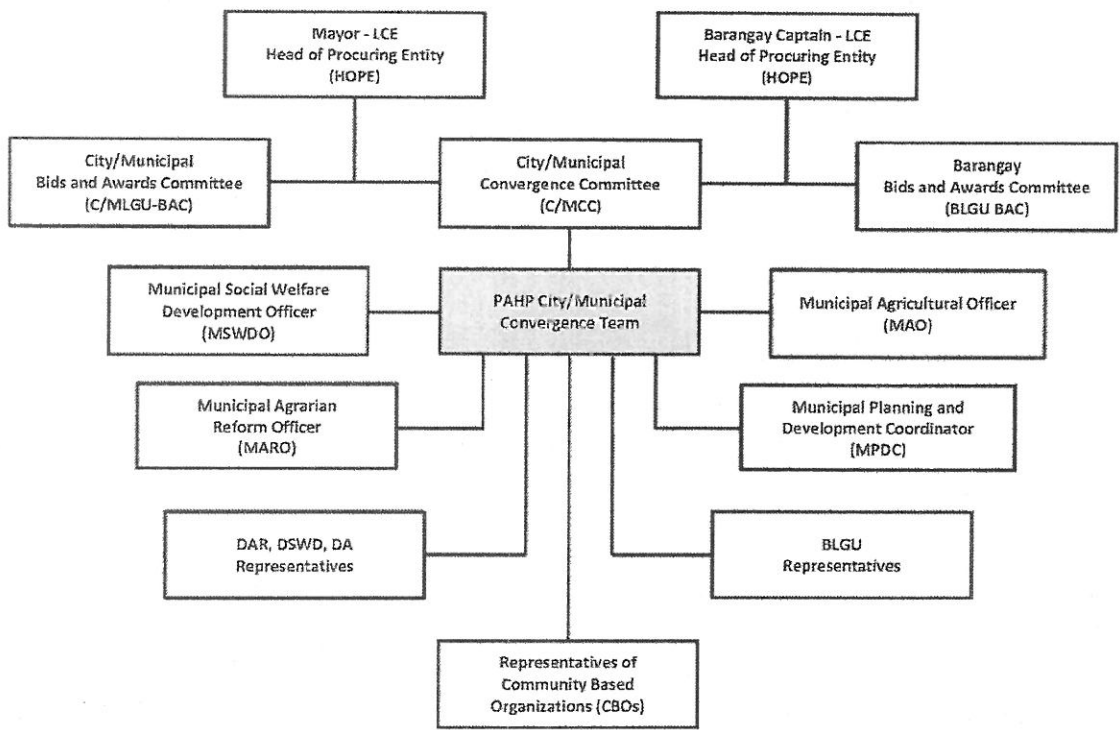 Mayor - LCE
Head of Procuring Entity
(HOPE)
Barangay Captain - LCE
Head of Procuring Entity
(HOPE)
City/Municipal
Bids and Awards Committee
(C/MLGU-BAC)
City/Municipal
Convergence Committee
(C/MCC)
Barangay
Bids and Awards Committee
(BLGU BAC)
Municipal Social Welfare
Development Officer
(MSWDO)
PAHP City/Municipal
Convergence Team
Municipal Agricultural Officer
(MAO)
Municipal Agrarian
Reform Officer
(MARO)
Municipal Planning and
Development Coordinator
(MPDC)
DAR, DSWD, DA
Representatives
BLGU
Representatives
Representatives of
Community Based
Organizations (CBOs)